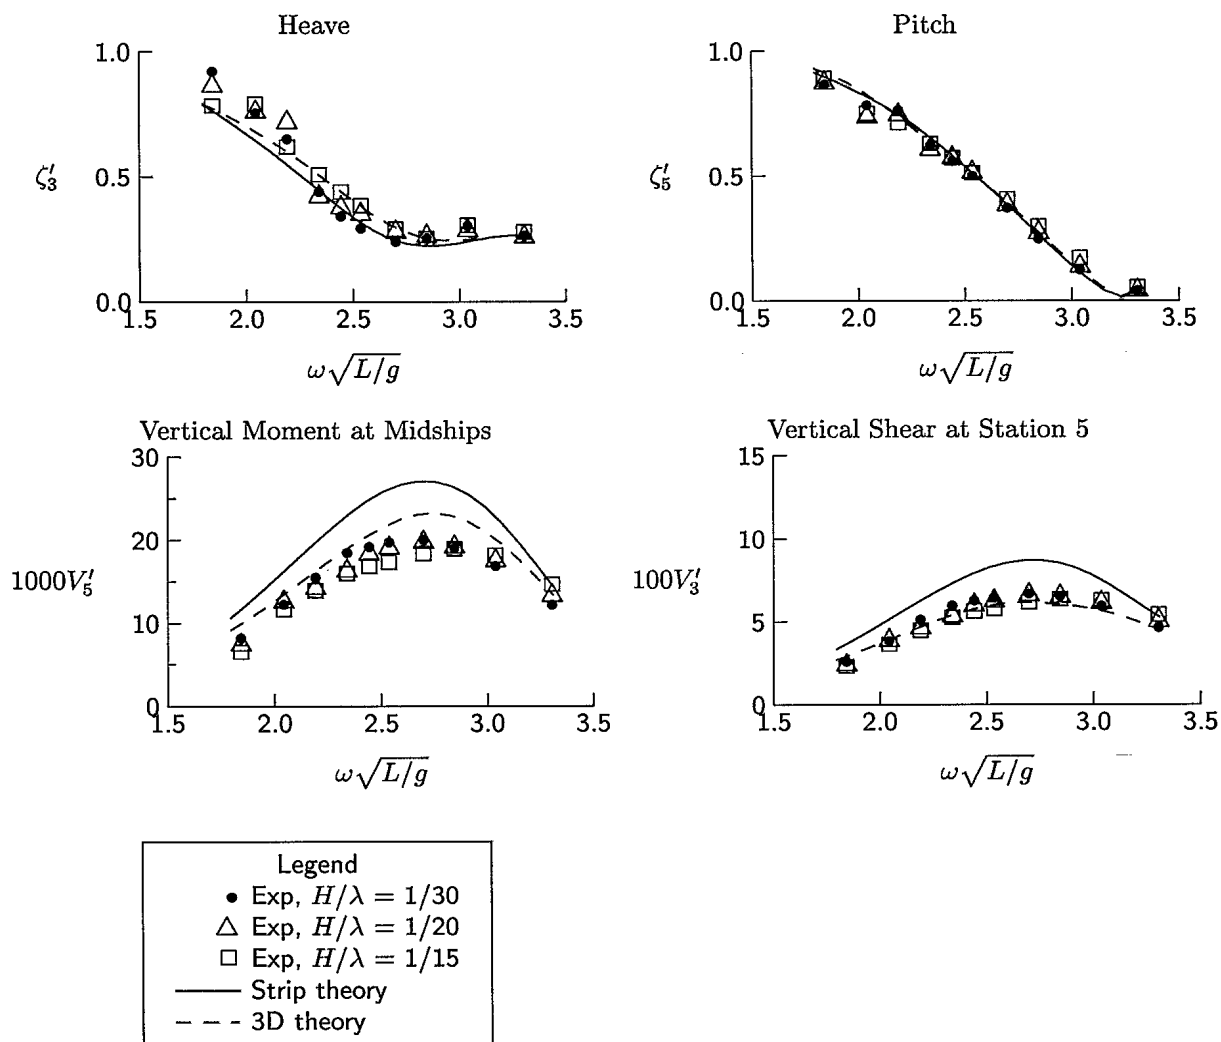 Heave
Pitch
1.0
1.0
ζ′₃
0.5
ζ′₅
0.5
0.0
0.0
1.5 2.0 2.5 3.0 3.5
1.5 2.0 2.5 3.0 3.5
ω√L/g
ω√L/g
Vertical Moment at Midships
Vertical Shear at Station 5
30
15
20
10
1000V′₅
100V′₃
10
5
0
0
1.5 2.0 2.5 3.0 3.5
1.5 2.0 2.5 3.0 3.5
ω√L/g
ω√L/g
Legend
Exp, H/λ = 1/30
Exp, H/λ = 1/20
Exp, H/λ = 1/15
Strip theory
3D theory